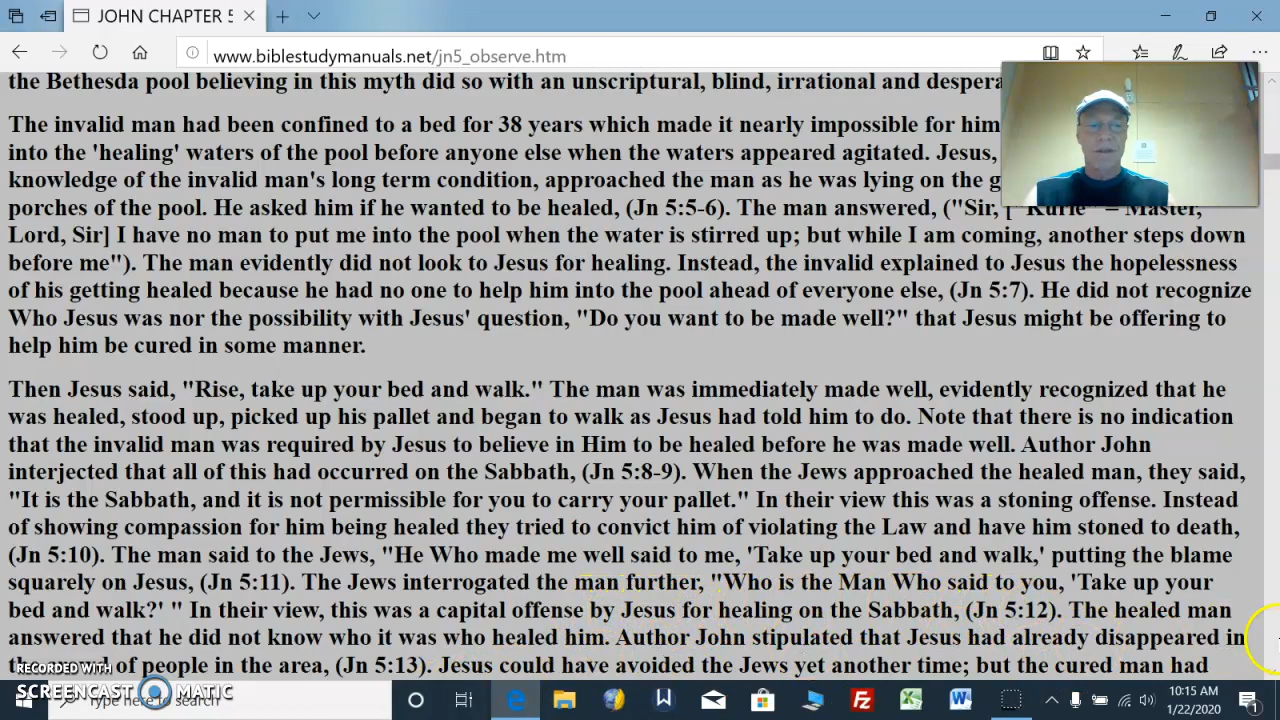 JOHN CHAPTER 5
www.biblestudymanuals.net/jn5_observe.htm
the Bethesda pool believing in this myth did so with an unscriptural, blind, irrational and
The invalid man had been confined to a bed for 38 years which made it nearly impossible for him
into the 'healing' waters of the pool before anyone else when the waters appeared agitated. Jesus,
knowledge of the invalid man's long term condition, approached the man as he was lying on the
porches of the pool. He asked him if he wanted to be healed, (Jn 5:5-6). The man answered, ("Sir, [ "Kurie" = Master,
Lord, Sir] I have no man to put me into the pool when the water is stirred up; but while I am coming, another steps down
before me"). The man evidently did not look to Jesus for healing. Instead, the invalid explained to Jesus the hopelessness
of his getting healed because he had no one to help him into the pool ahead of everyone else, (Jn 5:7). He did not recognize
Who Jesus was nor the possibility with Jesus' question, "Do you want to be made well?" that Jesus might be offering to
help him be cured in some manner.
Then Jesus said, "Rise, take up your bed and walk." The man was immediately made well, evidently recognized that he
was healed, stood up, picked up his pallet and began to walk as Jesus had told him to do. Note that there is no indication
that the invalid man was required by Jesus to believe in Him to be healed before he was made well. Author John
interjected that all of this had occurred on the Sabbath, (Jn 5:8-9). When the Jews approached the healed man, they said,
"It is the Sabbath, and it is not permissible for you to carry your pallet." In their view this was a stoning offense. Instead
of showing compassion for him being healed they tried to convict him of violating the Law and have him stoned to death,
(Jn 5:10). The man said to the Jews, "He Who made me well said to me, 'Take up your bed and walk,' putting the blame
squarely on Jesus, (Jn 5:11). The Jews interrogated the man further, "Who is the Man Who said to you, 'Take up your
bed and walk?' " In their view, this was a capital offense by Jesus for healing on the Sabbath, (Jn 5:12). The healed man
answered that he did not know who it was who healed him. Author John stipulated that Jesus had already disappeared in
of people in the area, (Jn 5:13). Jesus could have avoided the Jews yet another time; but the cured man had
RECORDED WITH
SCREENCAST MATIC
Type here to search
10:15 AM
1/22/2020